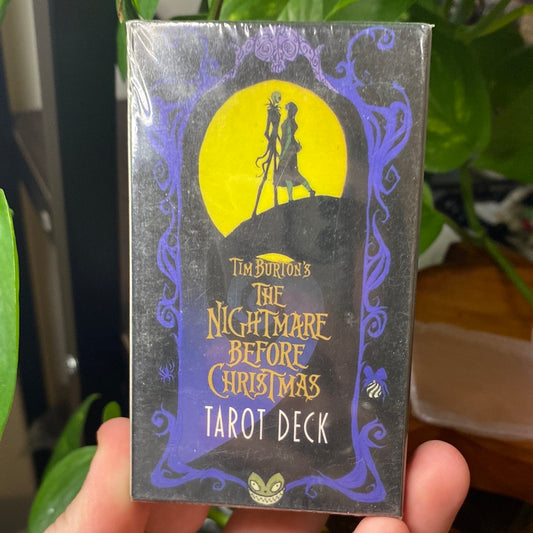 TIM BURTON'S
THE
NIGHTMARE
BEFORE
CHRISTMAS
TAROT DECK